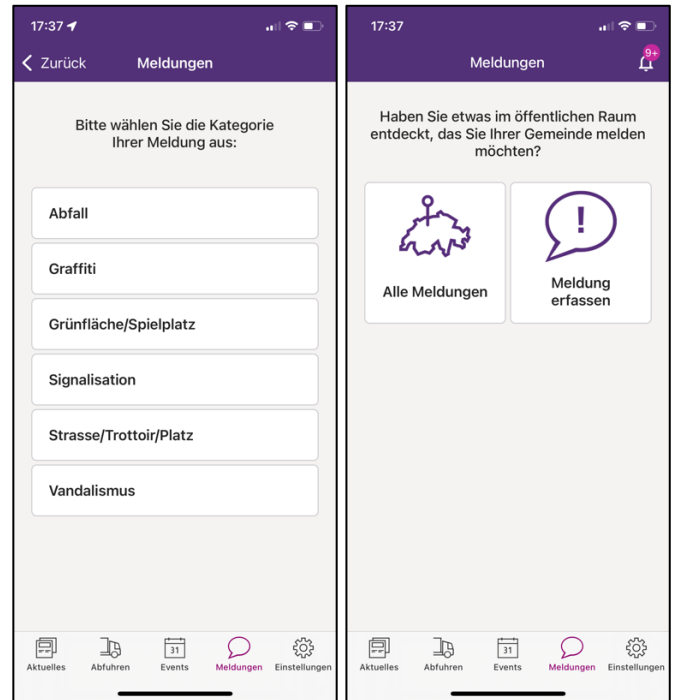 17:37
Zurück
Meldungen
Bitte wählen Sie die Kategorie
Ihrer Meldung aus:
Abfall
Graffiti
Grünfläche/Spielplatz
Signalisation
Strasse/Trottoir/Platz
Vandalismus
31
Aktuelles
Abfuhren
Events
Meldungen
Einstellungen
17:37
Meldungen
9+
Haben Sie etwas im öffentlichen Raum
entdeckt, das Sie Ihrer Gemeinde melden
möchten?
Alle Meldungen
Meldung
erfassen
31
Aktuelles
Abfuhren
Events
Meldungen
Einstellungen